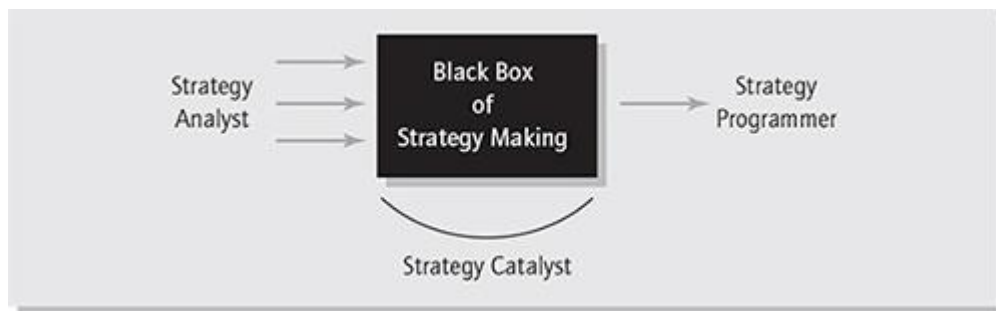 Strategy
Analyst
Black Box
of
Strategy Making
Strategy
Programmer
Strategy Catalyst